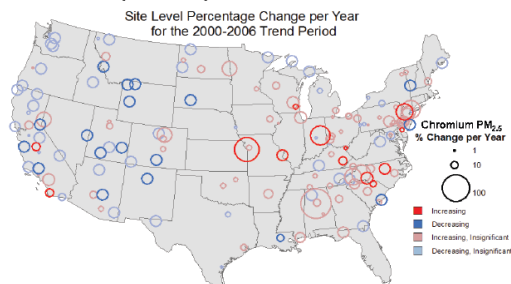 Site Level Percentage Change per Year
for the 2000-2006 Trend Period
Chromium PM2.5
% Change per Year
1
10
100
Increasing
Decreasing
Increasing, Insignificant
Decreasing, Insignificant